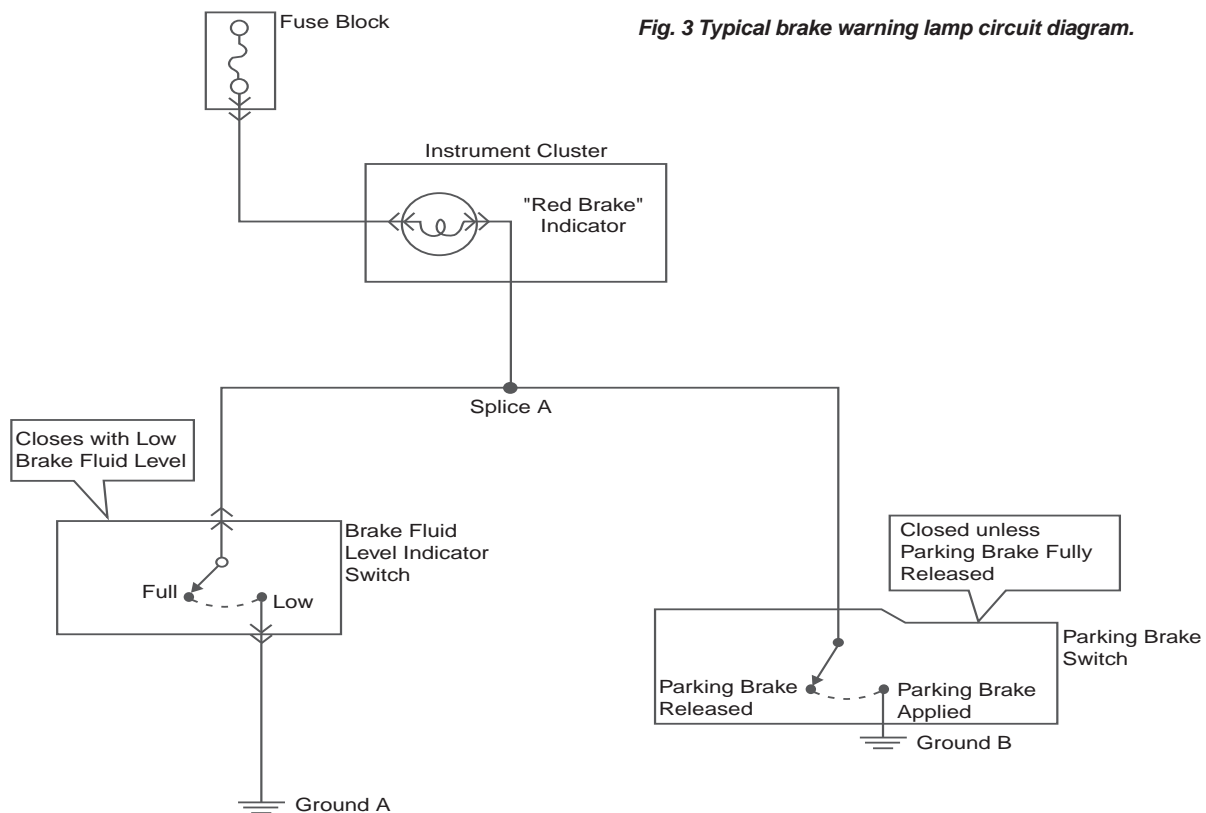 Fuse Block
Fig. 3 Typical brake warning lamp circuit diagram.
Instrument Cluster
"Red Brake"
Indicator
Splice A
Closes with Low
Brake Fluid Level
Brake Fluid
Level Indicator
Switch
Full
Low
Ground A
Closed unless
Parking Brake Fully
Released
Parking Brake
Switch
Parking Brake
Released
Parking Brake
Applied
Ground B